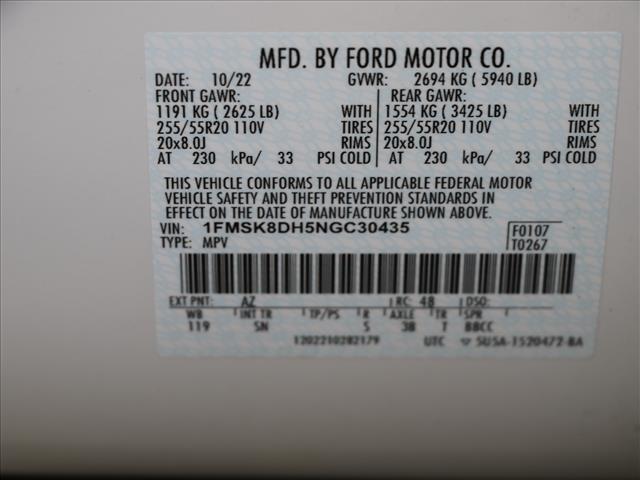 MFD. BY FORD MOTOR CO.
DATE: 10/22 GVWR: 2694 KG ( 5940 LB)
FRONT GAWR: REAR GAWR:
1191 KG ( 2625 LB) WITH 1554 KG ( 3425 LB) WITH
255/55R20 110V TIRES 255/55R20 110V TIRES
20x8.0J RIMS 20x8.0J RIMS
AT 230 kPa/ 33 PSI COLD AT 230 kPa/ 33 PSI COLD
THIS VEHICLE CONFORMS TO ALL APPLICABLE FEDERAL MOTOR
VEHICLE SAFETY AND THEFT PREVENTION STANDARDS IN
EFFECT ON THE DATE OF MANUFACTURE SHOWN ABOVE.
VIN: 1FMSK8DH5NGC30435 F0107
TYPE: MPV T0267
EXT PNT: AZ RC: 48 DSO:
WB INT TR TP/PS R AXLE TR SPR
119 SN S 38 T BBCC
1202210282179 UTC 5U5A-1520472-BA